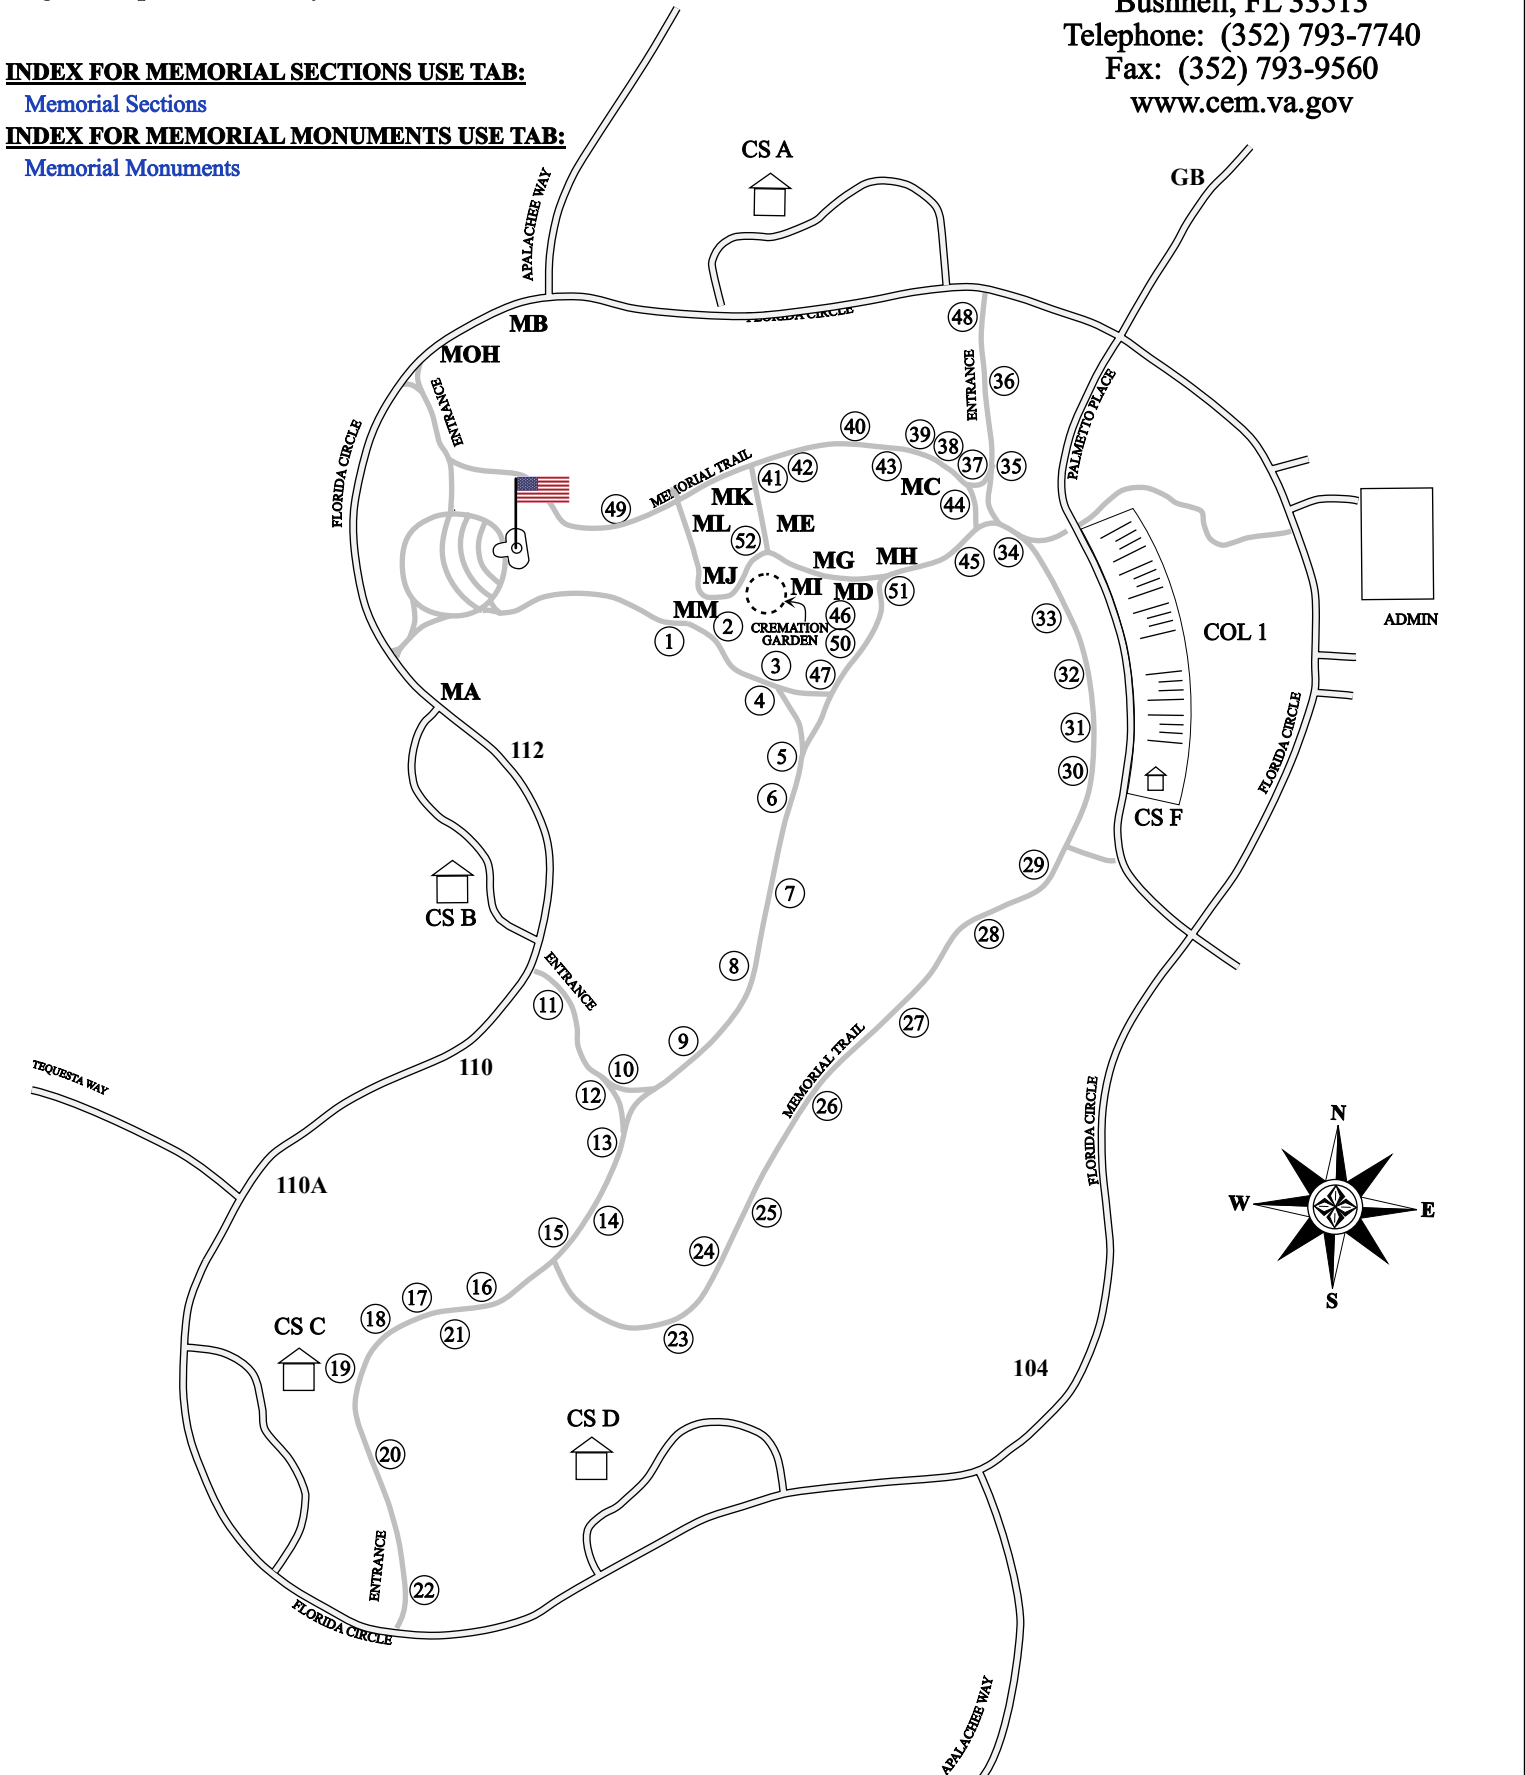 Bushnell, FL 33513
Telephone: (352) 793-7740
Fax: (352) 793-9560
www.cem.va.gov
INDEX FOR MEMORIAL SECTIONS USE TAB:
Memorial Sections
INDEX FOR MEMORIAL MONUMENTS USE TAB:
Memorial Monuments
CS A
GB
APALACHEE WAY
MB
FLORIDA CIRCLE
48
MOH
ENTRANCE
ENTRANCE
36
PALMETTO PLACE
FLORIDA CIRCLE
40
39
38
37
35
MEMORIAL TRAIL
41
42
43
MC
44
MK
49
ML
52
ME
MG
MH
45
34
MJ
MI
MD
51
MM
46
CREMATION
GARDEN
1
2
50
33
COL 1
ADMIN
3
47
32
MA
4
31
112
5
30
6
FLORIDA CIRCLE
CS F
29
7
CS B
28
8
ENTRANCE
11
27
9
110
10
TEQUESTA WAY
12
MEMORIAL TRAIL
26
FLORIDA CIRCLE
13
N
110A
W
E
S
14
25
15
24
16
17
18
21
CS C
23
19
104
CS D
20
ENTRANCE
22
FLORIDA CIRCLE
APALACHEE WAY